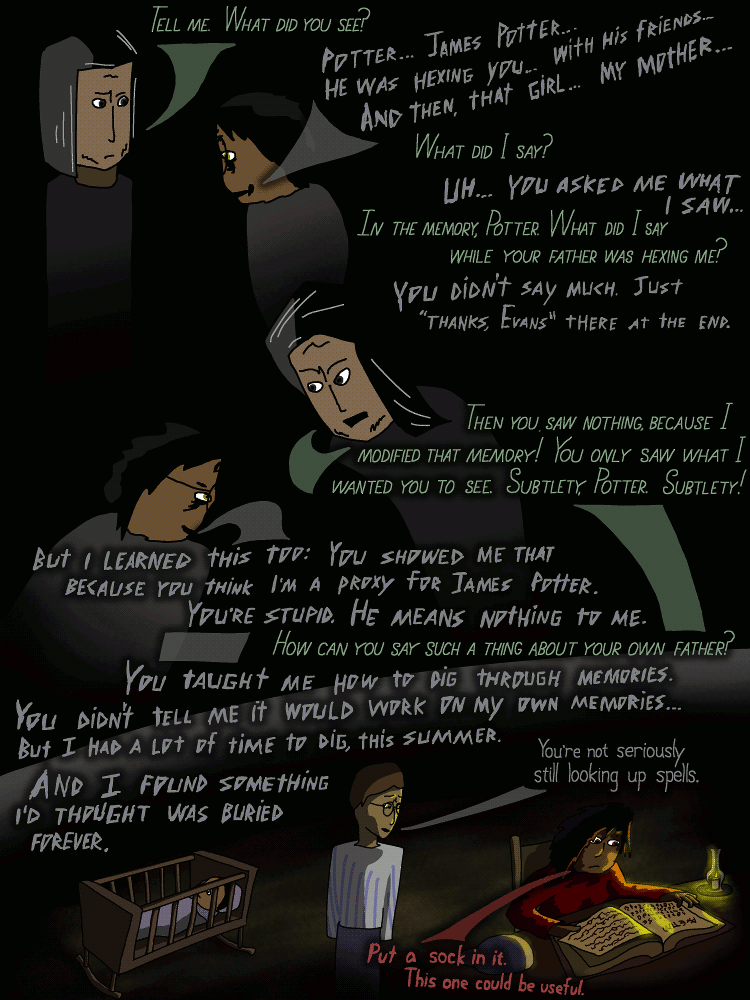 Tell me. What did you see?
Potter... James Potter...
He was hexing you... with his friends...
And then, that girl... my mother...
What did I say?
Uh... You asked me what
I saw...
In the memory, Potter. What did I say
while your father was hexing me?
You didn't say much. Just
"Thanks, Evans" there at the end.
Then you saw nothing, because I
modified that memory! You only saw what I
wanted you to see. Subtlety, Potter. Subtlety!
But I learned this too: You showed me that
because you think I'm a proxy for James Potter.
You're stupid. He means nothing to me.
How can you say such a thing about your own father?
You taught me how to dig through memories.
You didn't tell me it would work on my own memories...
But I had a lot of time to dig, this summer.
And I found something
I'd thought was buried
forever.
You're not seriously
still looking up spells.
Put a sock in it.
This one could be useful.